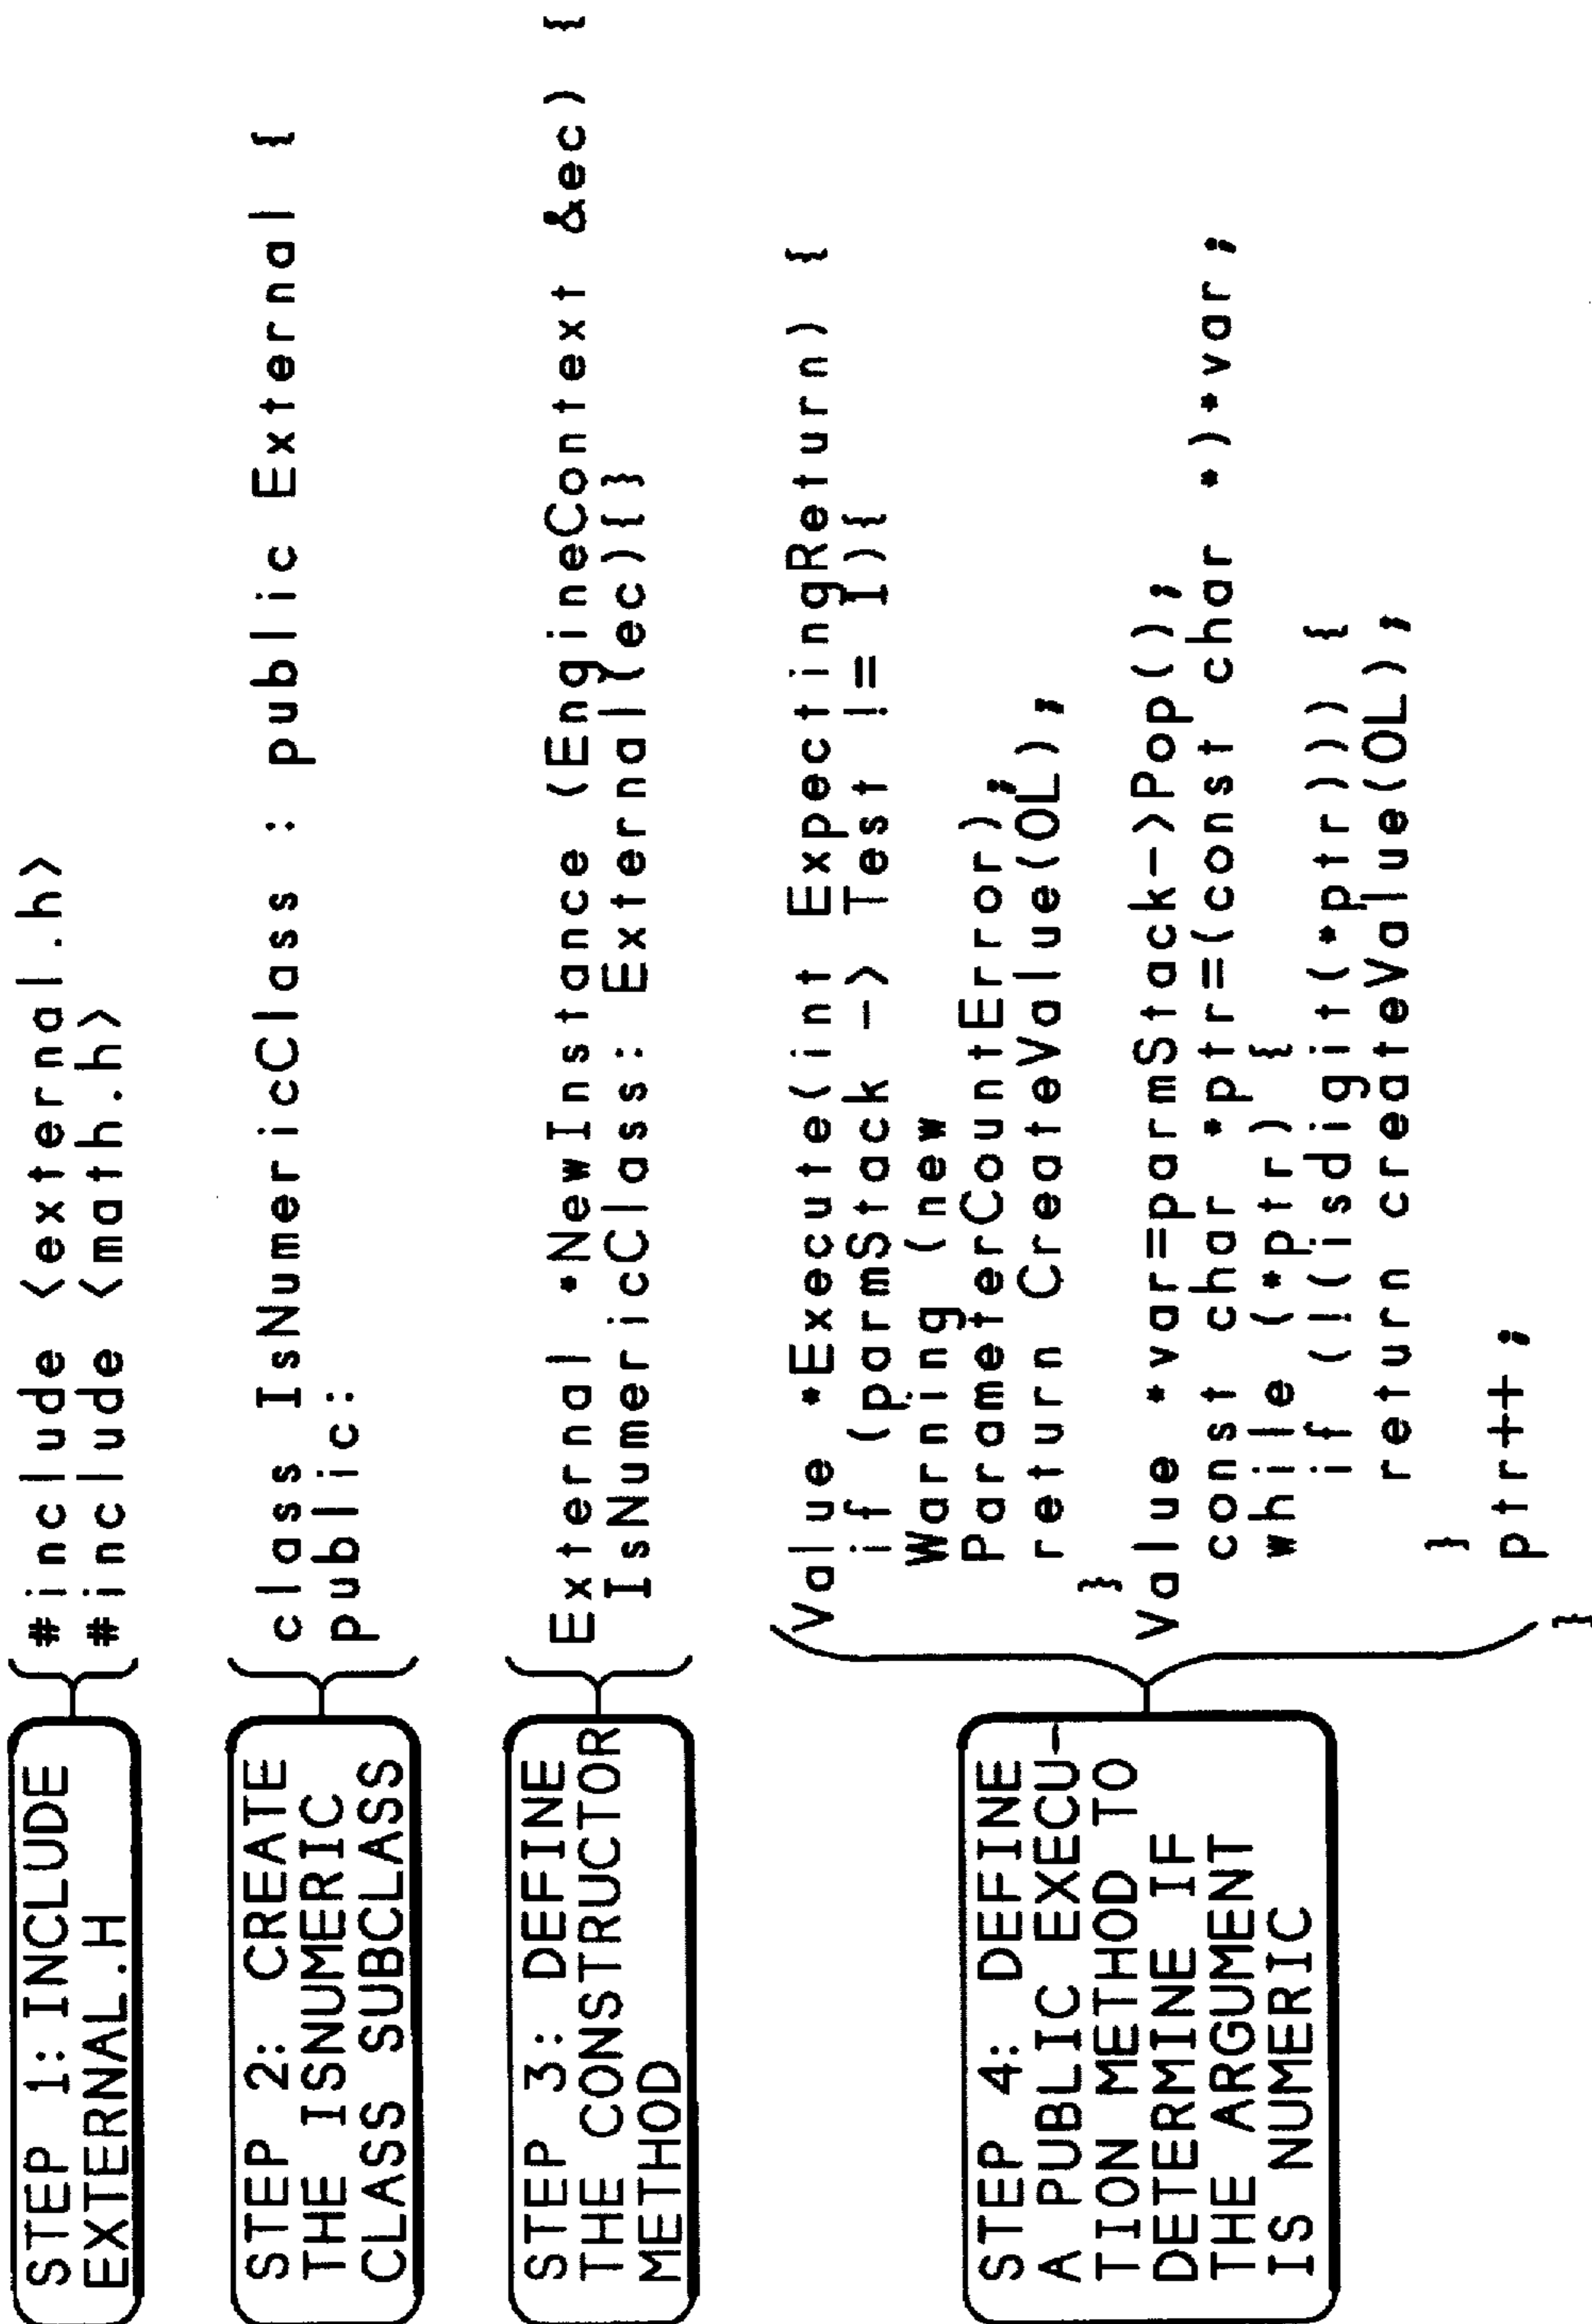 STEP 1: INCLUDE
EXTERNAL.H
#include <external.h>
#include <math.h>
STEP 2: CREATE
THE ISNUMERIC
CLASS SUBCLASS
class IsNumericClass : public External {
public:
STEP 3: DEFINE
THE CONSTRUCTOR
METHOD
External *NewInstance (EngineContext &ec) {
IsNumericClass: External(ec){}
STEP 4: DEFINE
A PUBLIC EXECU-
TION METHOD TO
DETERMINE IF
THE ARGUMENT
IS NUMERIC
Value *Execute(int ExpectingReturn) {
if (parmStack -> Test != I){
Warning (new
ParameterCountError);
return CreateValue(OL);
}
Value *var=parmStack->Pop();
const char *ptr=(const char *)*var;
while (*ptr) {
if (!(isdigit(*ptr))) {
return createValue(OL);
}
ptr++;
}